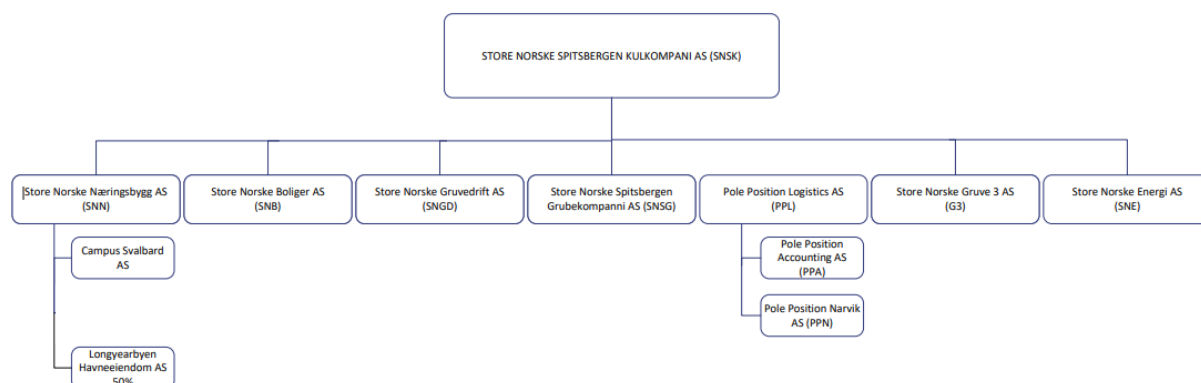 STORE NORSKE SPITSBERGEN KULKOMPANI AS (SNSK)
Store Norske Næringsbygg AS
(SNN)
Store Norske Boliger AS
(SNB)
Store Norske Gruvedrift AS
(SNGD)
Store Norske Spitsbergen
Grubekompanni AS (SNSG)
Pole Position Logistics AS
(PPL)
Store Norske Gruve 3 AS
(G3)
Store Norske Energi AS
(SNE)
Campus Svalbard
AS
Longyearbyen
Havneeiendom AS
50%
Pole Position
Accounting AS
(PPA)
Pole Position Narvik
AS (PPN)